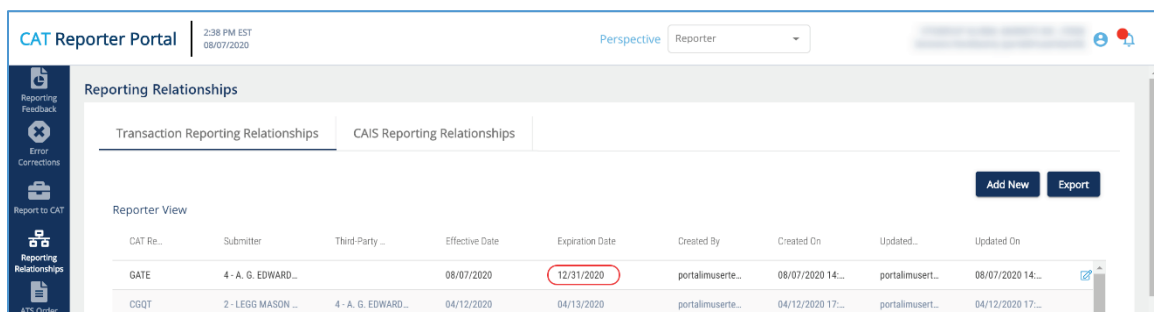 CAT Reporter Portal
2:38 PM EST
08/07/2020
Perspective Reporter
Reporting
Feedback
Error
Corrections
Report to CAT
Reporting
Relationships
ATS Order
Reporting Relationships
Transaction Reporting Relationships CAIS Reporting Relationships
Add New Export
Reporter View
CAT Re... Submitter Third-Party ... Effective Date Expiration Date Created By Created On Updated... Updated On
GATE 4 - A. G. EDWARD... 08/07/2020 12/31/2020 portalimuserte... 08/07/2020 14:... portalimusert... 08/07/2020 14:...
CGQT 2 - LEGG MASON ... 4 - A. G. EDWARD... 04/12/2020 04/13/2020 portalimuserte... 04/12/2020 17:... portalimusert... 04/12/2020 17:...